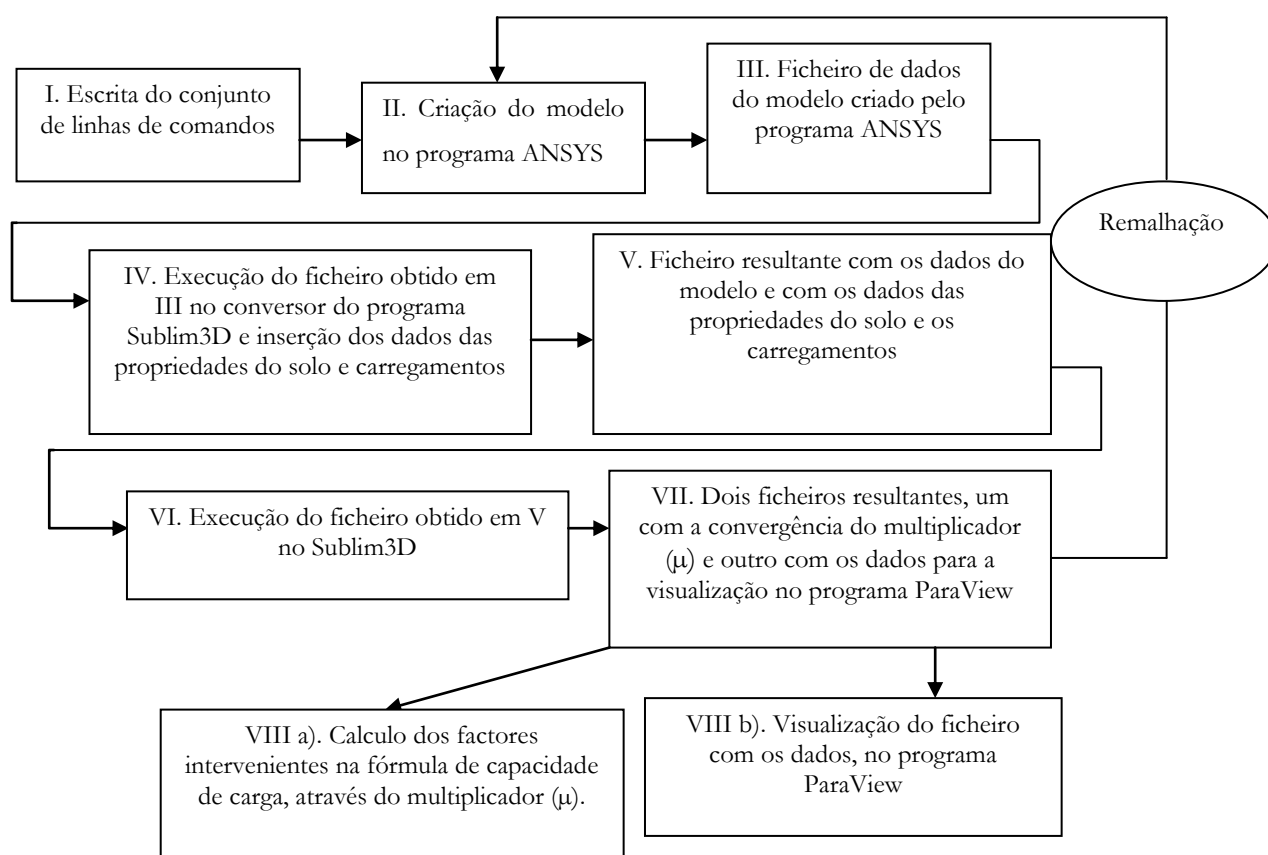 I. Escrita do conjunto
de linhas de comandos
II. Criação do modelo
no programa ANSYS
III. Ficheiro de dados
do modelo criado pelo
programa ANSYS
Remalhação
IV. Execução do ficheiro obtido em
III no conversor do programa
Sublim3D e inserção dos dados das
propriedades do solo e carregamentos
V. Ficheiro resultante com os dados do
modelo e com os dados das
propriedades do solo e os
carregamentos
VI. Execução do ficheiro obtido em V
no Sublim3D
VII. Dois ficheiros resultantes, um
com a convergência do multiplicador
(μ) e outro com os dados para a
visualização no programa ParaView
VIII a). Calculo dos factores
intervenientes na fórmula de capacidade
de carga, através do multiplicador (μ).
VIII b). Visualização do ficheiro
com os dados, no programa
ParaView